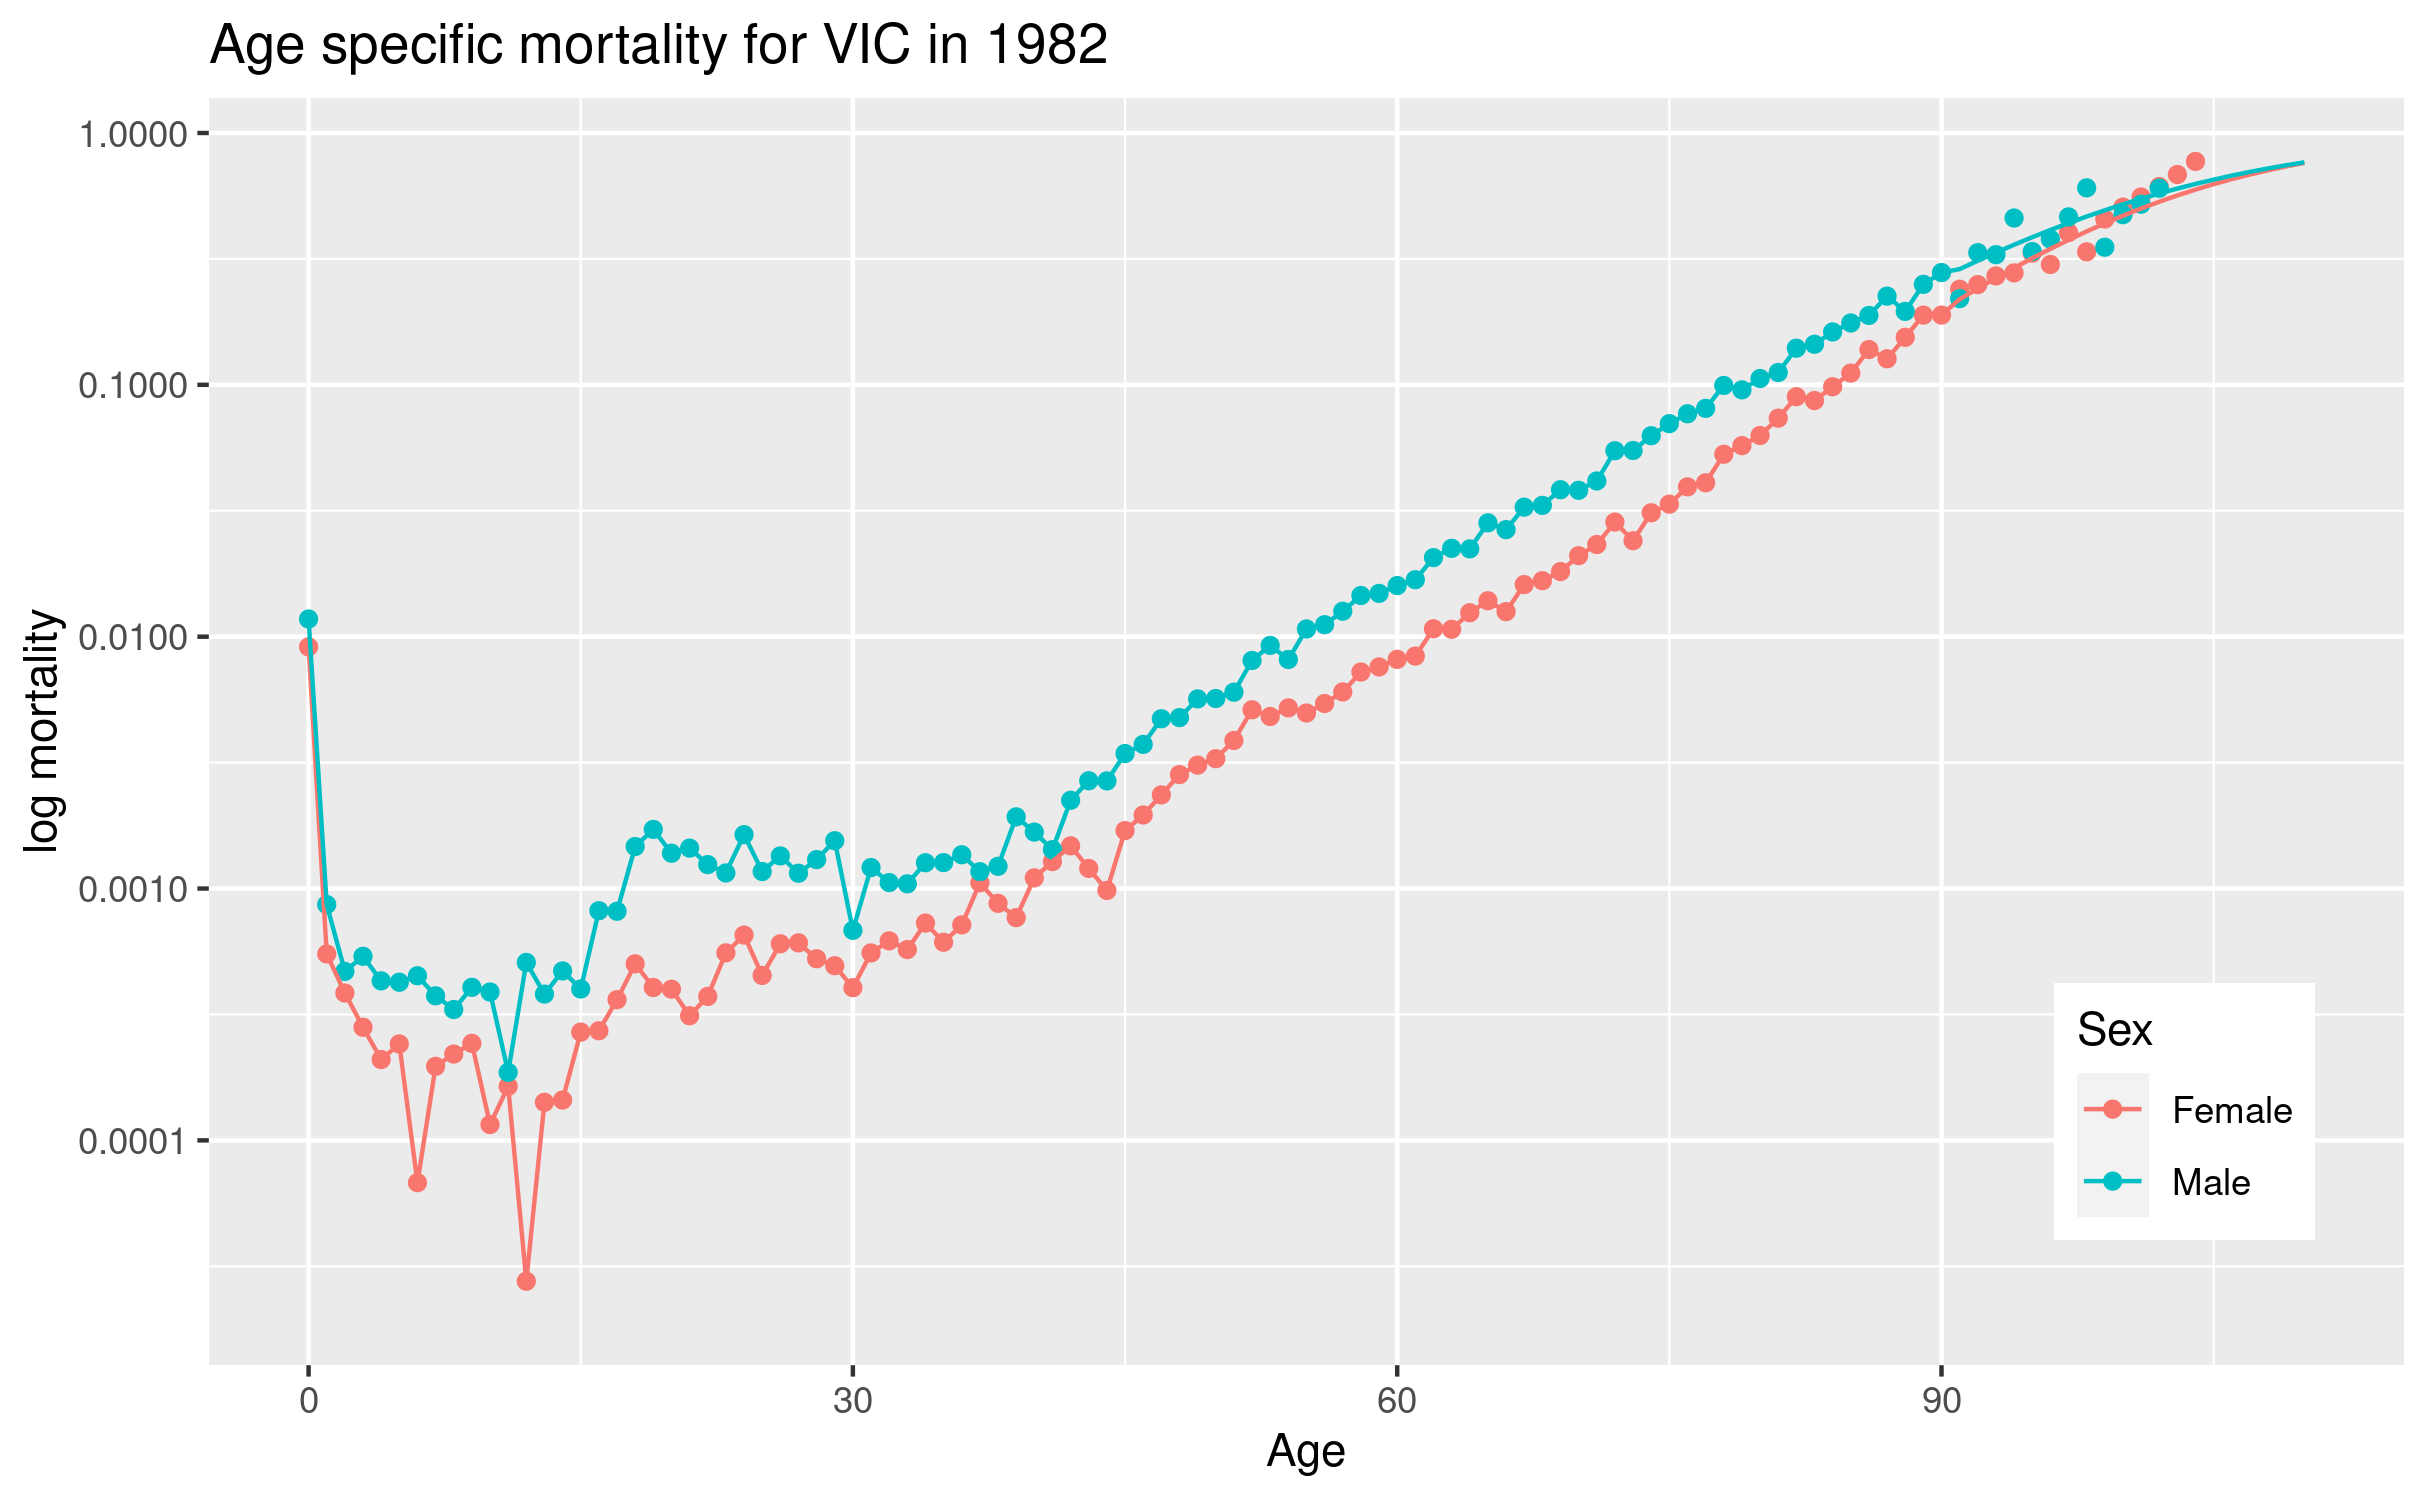 Age specific mortality for VIC in 1982
1.0000
0.1000
0.0100
0.0010
0.0001
log mortality
0 30 60 90
Age
Sex
Female
Male